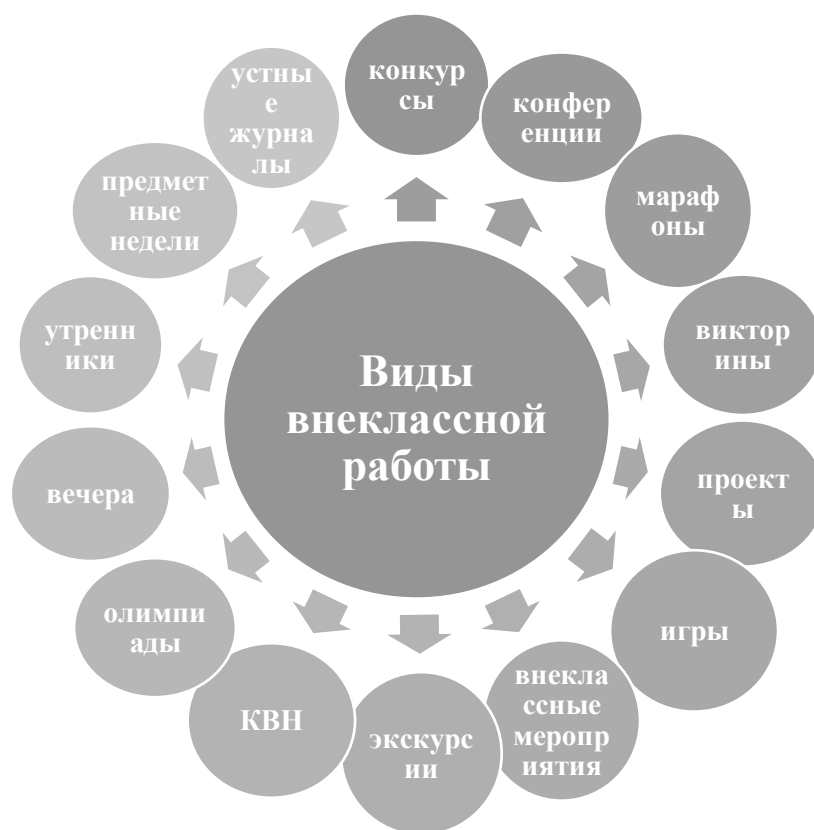 Виды
внеклассной
работы
конкур
сы
конфер
енции
мараф
оны
виктор
ины
проект
ы
игры
внекла
ссные
меропр
иятия
экскурс
ии
КВН
олимпи
ады
вечера
утренн
ики
предмет
ные
недели
устны
е
журна
лы